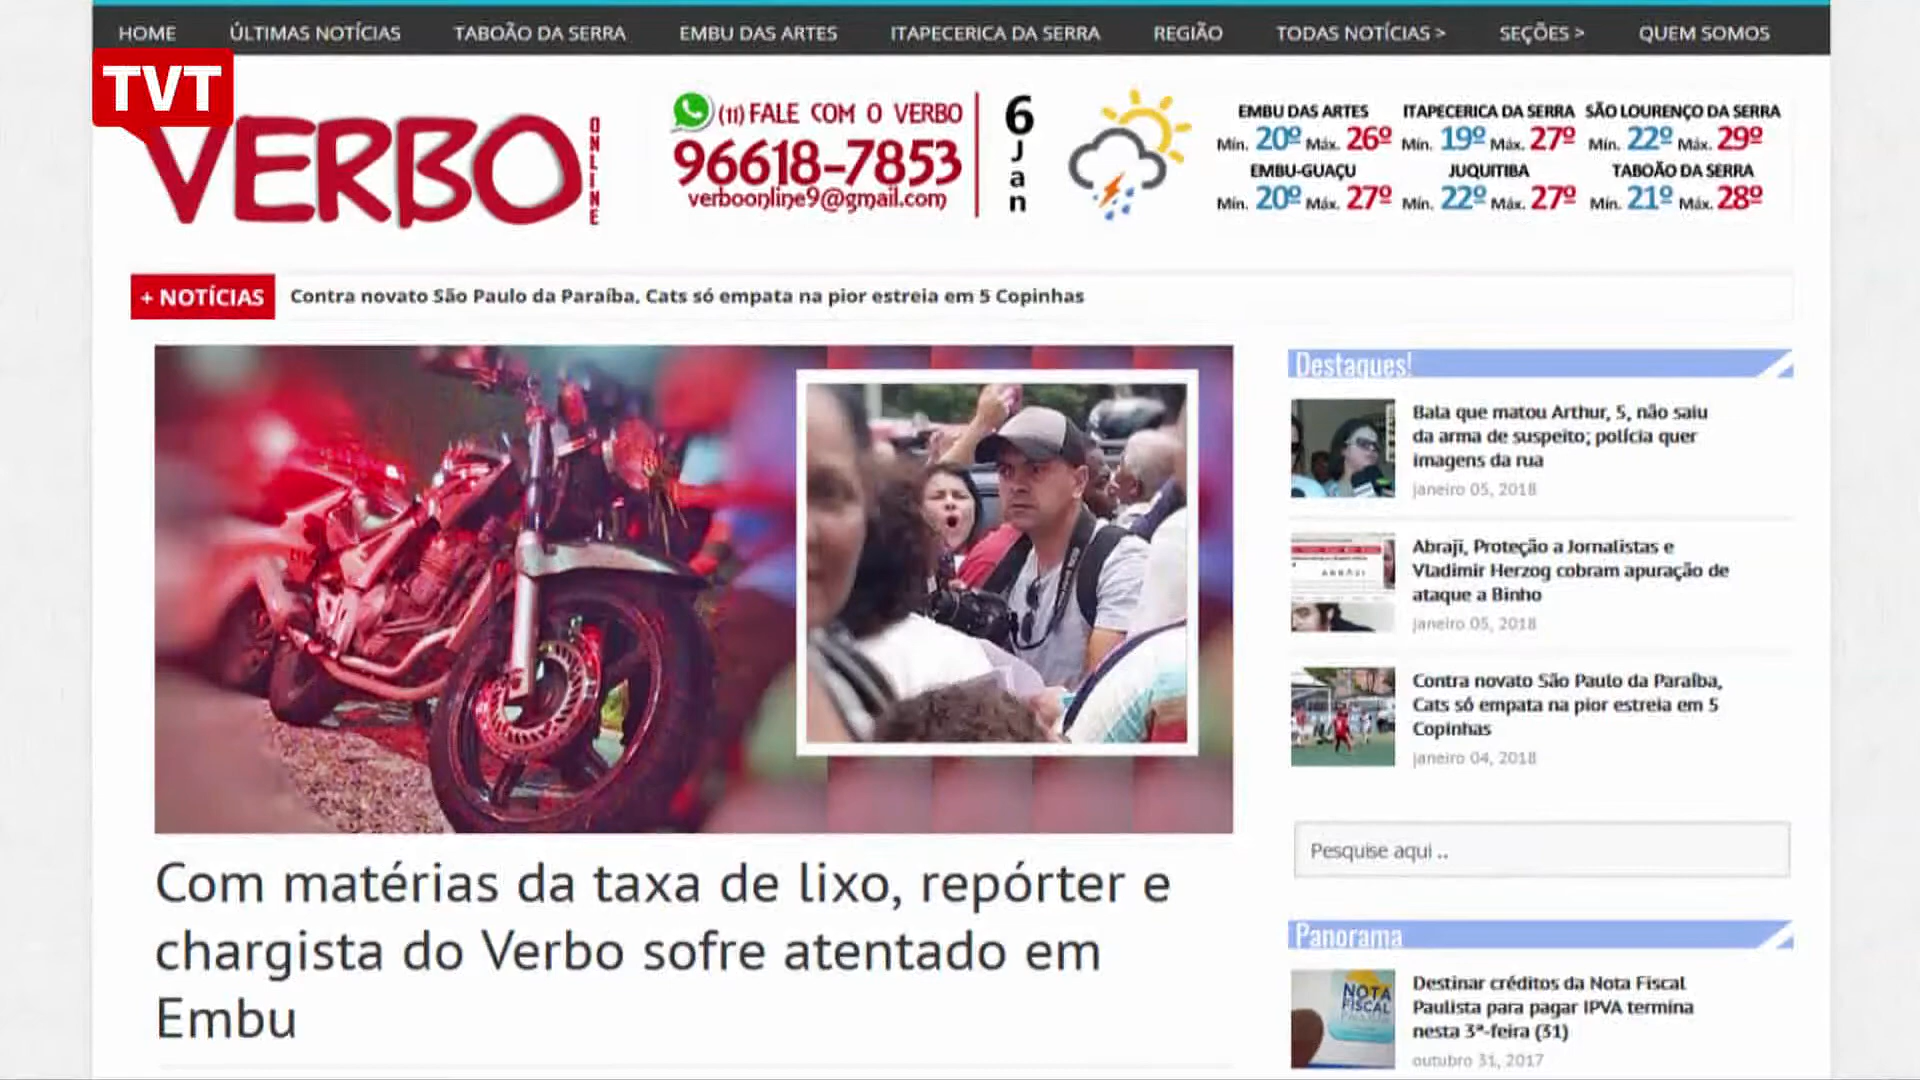 HOME ÚLTIMAS NOTÍCIAS TABOÃO DA SERRA EMBU DAS ARTES ITAPECERICA DA SERRA REGIÃO TODAS NOTÍCIAS > SEÇÕES > QUEM SOMOS
TVT
VERBO ONLINE
(11) FALE COM O VERBO
96618-7853
verboonline9@gmail.com
6
Jan
EMBU DAS ARTES ITAPECERICA DA SERRA SÃO LOURENÇO DA SERRA
Mín. 20º Máx. 26º Mín. 19º Máx. 27º Mín. 22º Máx. 29º
EMBU-GUAÇU JUQUITIBA TABOÃO DA SERRA
Mín. 20º Máx. 27º Mín. 22º Máx. 27º Mín. 21º Máx. 28º
+ NOTÍCIAS Contra novato São Paulo da Paraíba, Cats só empata na pior estreia em 5 Copinhas
Com matérias da taxa de lixo, repórter e
chargista do Verbo sofre atentado em
Embu
Destaques!
Bala que matou Arthur, 5, não saiu
da arma de suspeito; polícia quer
imagens da rua
janeiro 05, 2018
ABRAJI
Abraji, Proteção a Jornalistas e
Vladimir Herzog cobram apuração de
ataque a Binho
janeiro 05, 2018
Contra novato São Paulo da Paraíba,
Cats só empata na pior estreia em 5
Copinhas
janeiro 04, 2018
Pesquise aqui ..
Panorama
NOTA
FISCAL
Destinar créditos da Nota Fiscal
Paulista para pagar IPVA termina
nesta 3ª-feira (31)
outubro 31, 2017